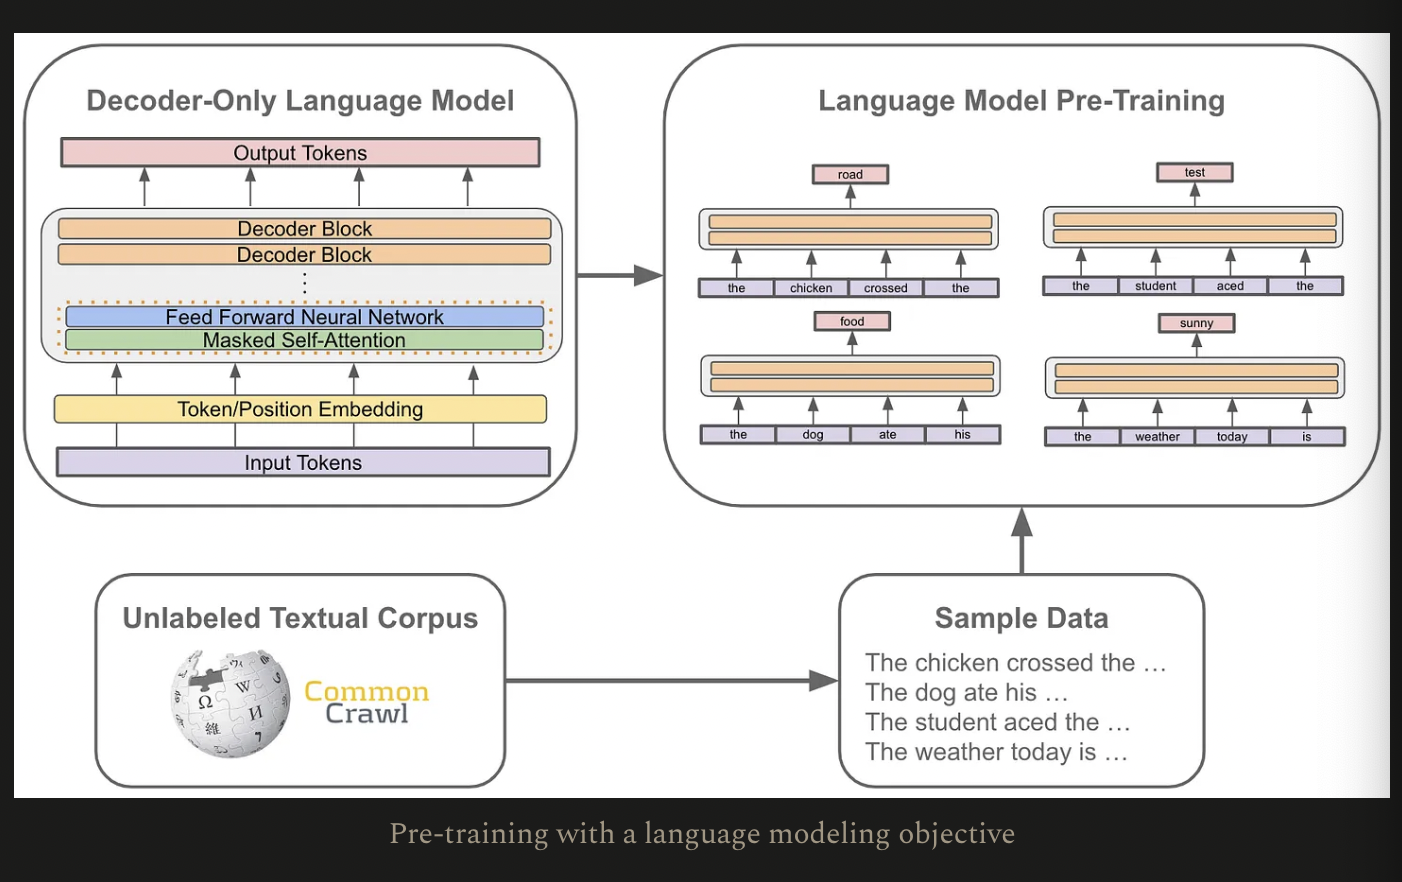 Decoder-Only Language Model
Output Tokens
Decoder Block
Decoder Block
Feed Forward Neural Network
Masked Self-Attention
Token/Position Embedding
Input Tokens
Language Model Pre-Training
road
the chicken crossed the
test
the student aced the
food
the dog ate his
sunny
the weather today is
Unlabeled Textual Corpus
Ω W И 維
Common
Crawl
Sample Data
The chicken crossed the …
The dog ate his …
The student aced the …
The weather today is …
Pre-training with a language modeling objective